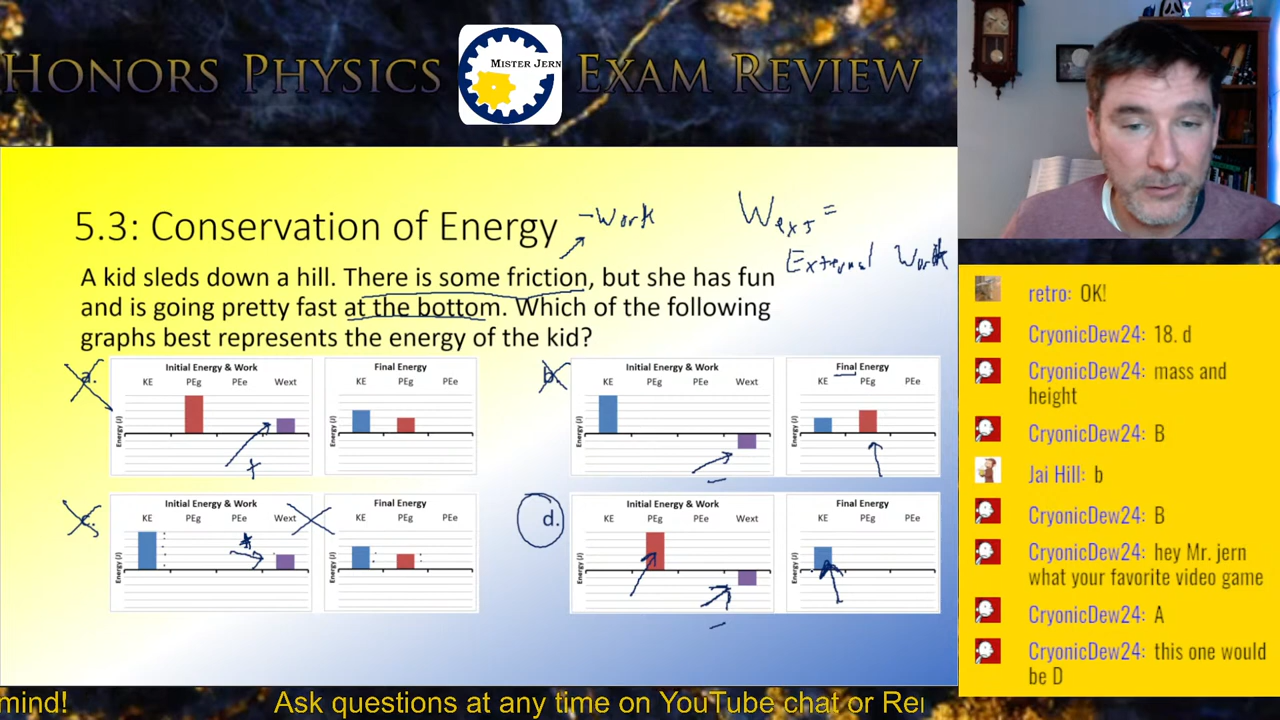 HONORS PHYSICS
MISTER JERN
EXAM REVIEW
5.3: Conservation of Energy
-Work
Wext =
External Work
A kid sleds down a hill. There is some friction, but she has fun
and is going pretty fast at the bottom. Which of the following
graphs best represents the energy of the kid?
a.
Initial Energy & Work
KE PEg PEe Wext
Energy (J)
+
Final Energy
KE PEg PEe
Energy (J)
b.
Initial Energy & Work
KE PEg PEe Wext
Energy (J)
-
Final Energy
KE PEg PEe
Energy (J)
c.
Initial Energy & Work
KE PEg PEe Wext
Energy (J)
Final Energy
KE PEg PEe
Energy (J)
d.
Initial Energy & Work
KE PEg PEe Wext
Energy (J)
-
Final Energy
KE PEg PEe
Energy (J)
retro: OK!
CryonicDew24: 18. d
CryonicDew24: mass and
height
CryonicDew24: B
Jai Hill: b
CryonicDew24: B
CryonicDew24: hey Mr. jern
what your favorite video game
CryonicDew24: A
CryonicDew24: this one would
be D
mind! Ask questions at any time on YouTube chat or Re